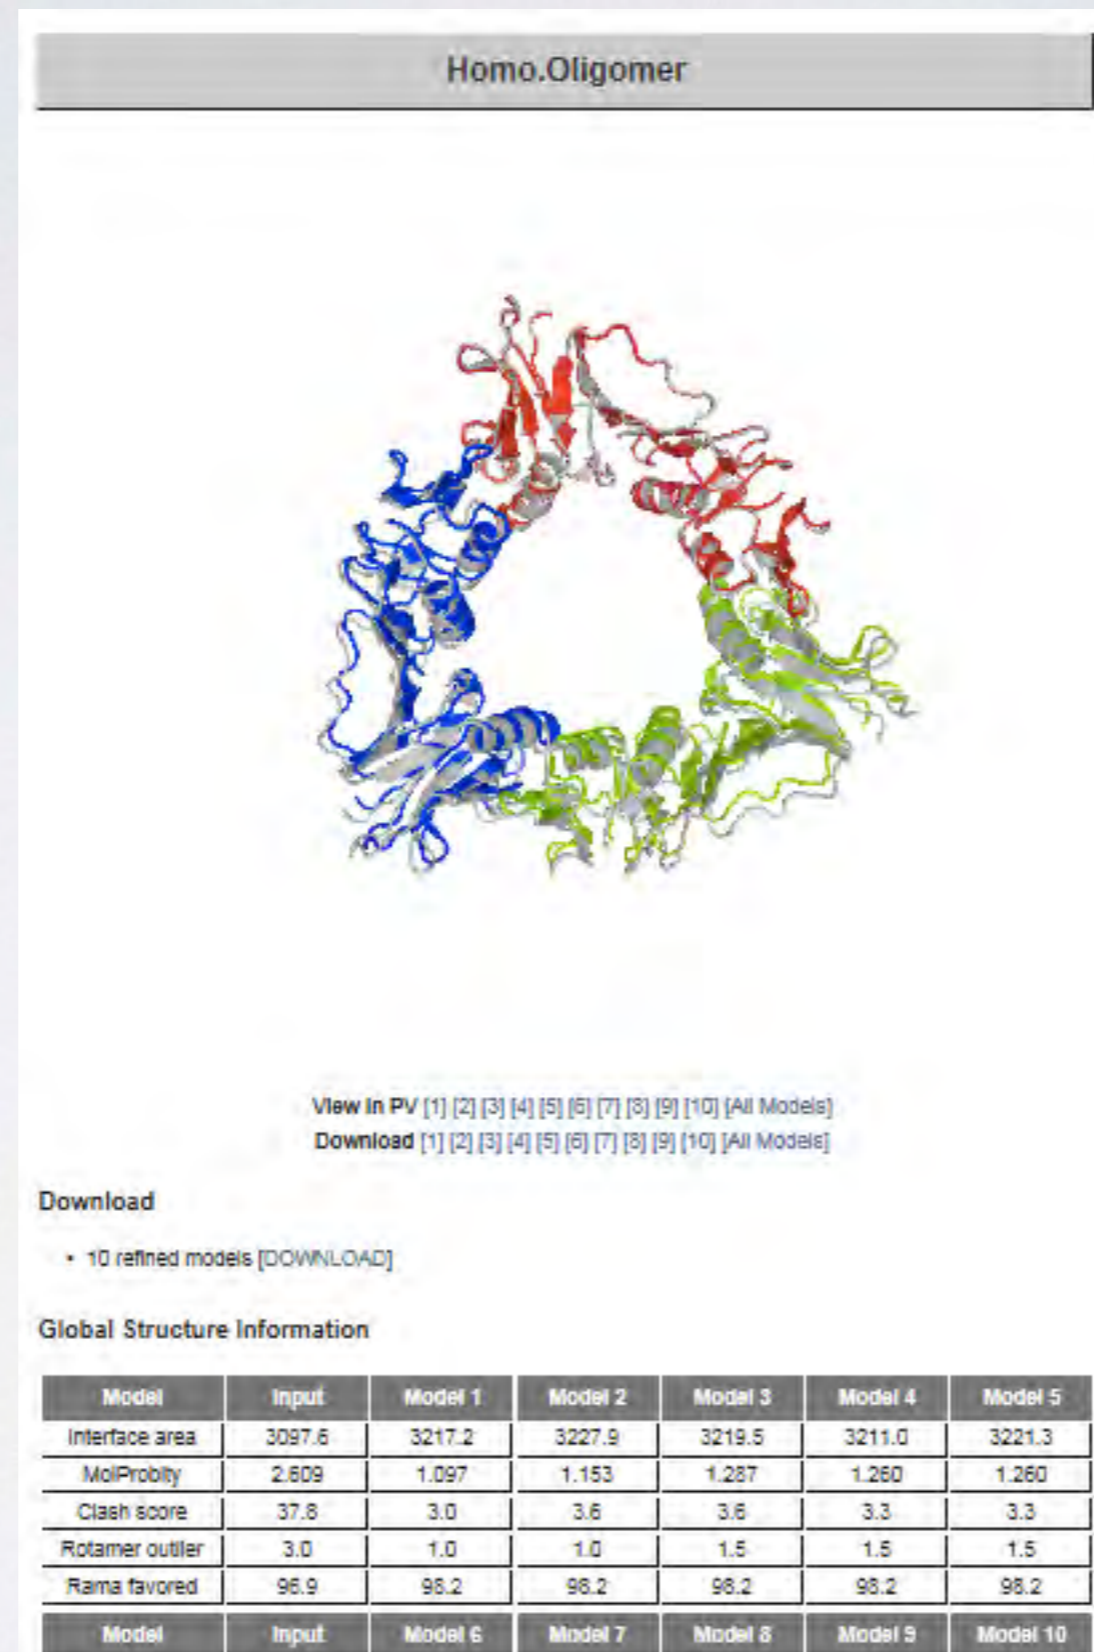 Homo.Oligomer
View in PV [1] [2] [3] [4] [5] [6] [7] [8] [9] [10] [All Models]
Download [1] [2] [3] [4] [5] [6] [7] [8] [9] [10] [All Models]
Download
• 10 refined models [DOWNLOAD]
Global Structure Information
Model Input Model 1 Model 2 Model 3 Model 4 Model 5
Interface area 3097.6 3217.2 3227.9 3219.5 3211.0 3221.3
MolProbity 2.609 1.097 1.153 1.287 1.260 1.260
Clash score 37.8 3.0 3.6 3.6 3.3 3.3
Rotamer outlier 3.0 1.0 1.0 1.5 1.5 1.5
Rama favored 96.9 98.2 98.2 98.2 98.2 98.2
Model Input Model 6 Model 7 Model 8 Model 9 Model 10